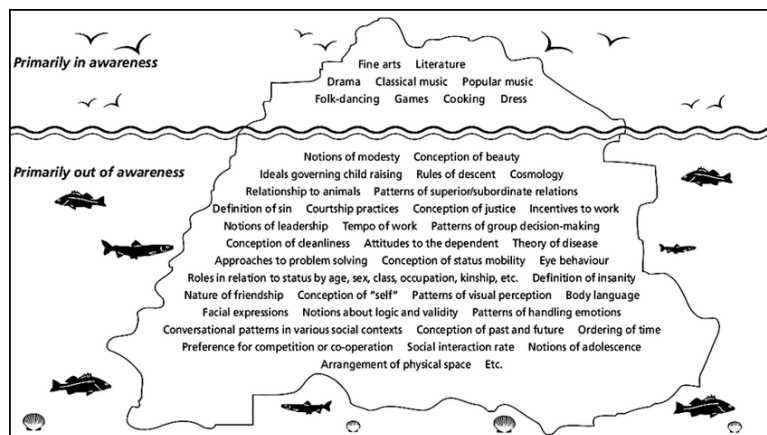 Primarily in awareness
Fine arts Literature
Drama Classical music Popular music
Folk-dancing Games Cooking Dress
Primarily out of awareness
Notions of modesty Conception of beauty
Ideals governing child raising Rules of descent Cosmology
Relationship to animals Patterns of superior/subordinate relations
Definition of sin Courtship practices Conception of justice Incentives to work
Notions of leadership Tempo of work Patterns of group decision-making
Conception of cleanliness Attitudes to the dependent Theory of disease
Approaches to problem solving Conception of status mobility Eye behaviour
Roles in relation to status by age, sex, class, occupation, kinship, etc. Definition of insanity
Nature of friendship Conception of "self" Patterns of visual perception Body language
Facial expressions Notions about logic and validity Patterns of handling emotions
Conversational patterns in various social contexts Conception of past and future Ordering of time
Preference for competition or co-operation Social interaction rate Notions of adolescence
Arrangement of physical space Etc.